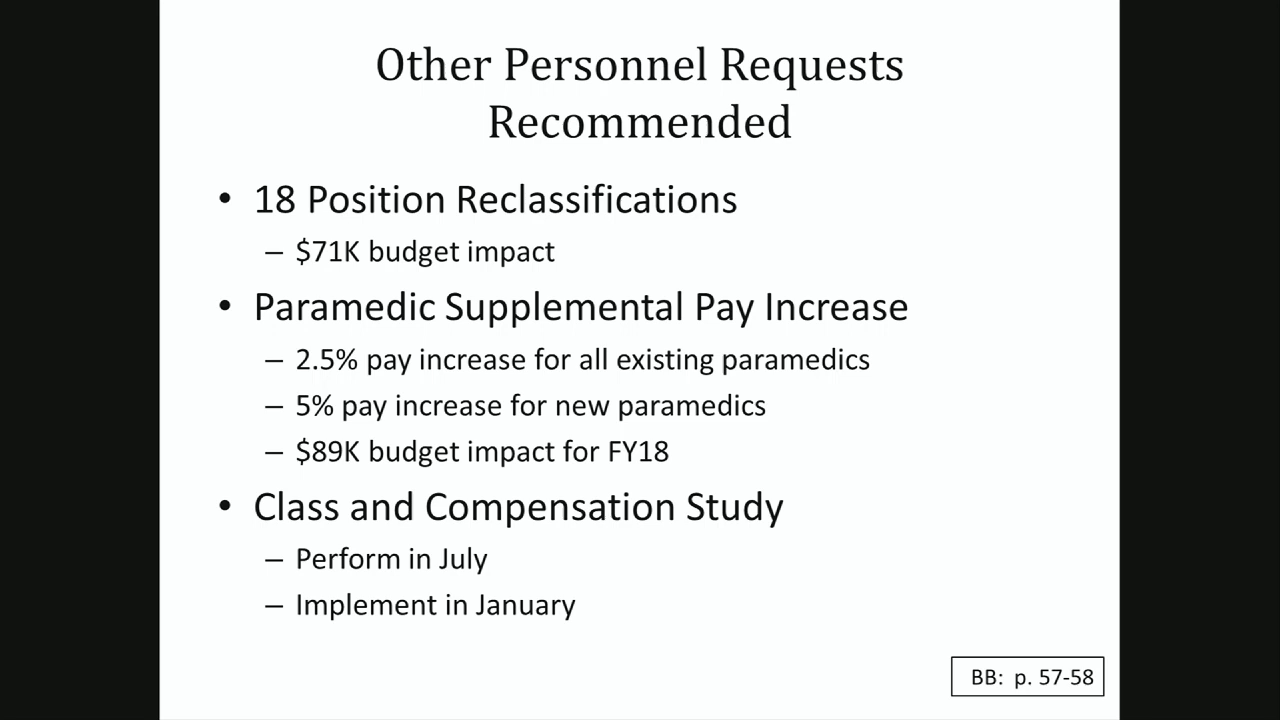 Other Personnel Requests
Recommended
• 18 Position Reclassifications
– $71K budget impact
• Paramedic Supplemental Pay Increase
– 2.5% pay increase for all existing paramedics
– 5% pay increase for new paramedics
– $89K budget impact for FY18
• Class and Compensation Study
– Perform in July
– Implement in January
BB: p. 57-58